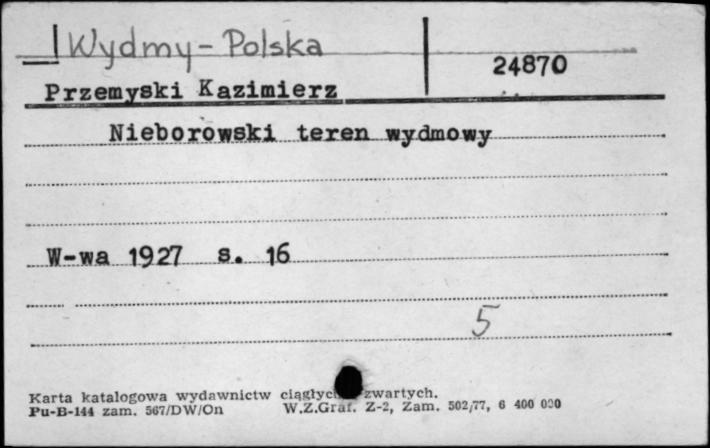 Wydmy - Polska
24870
Przemyski Kazimierz
Nieborowski teren wydmowy
W-wa 1927 s. 16
5
Karta katalogowa wydawnictw zwartych.
Pu-B-144 zam. 567/DW/On W.Z.Graf. Z-2, Zam. 502/77, 6 400 000